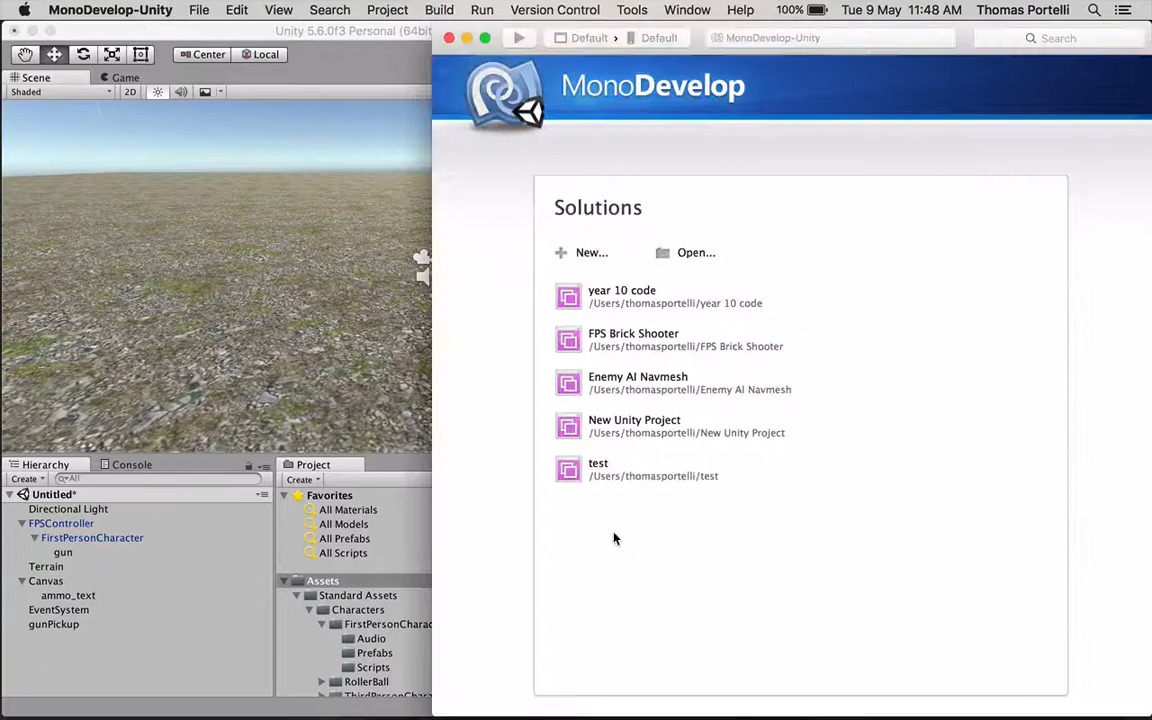 MonoDevelop-Unity File Edit View Search Project Build Run Version Control Tools Window Help 100% Tue 9 May 11:48 AM Thomas Portelli
Unity 5.6.0f3 Personal (64bit
Default › Default MonoDevelop-Unity Search
Center Local
Scene Game
Shaded 2D
MonoDevelop
Solutions
New... Open...
year 10 code
/Users/thomasportelli/year 10 code
FPS Brick Shooter
/Users/thomasportelli/FPS Brick Shooter
Enemy AI Navmesh
/Users/thomasportelli/Enemy AI Navmesh
New Unity Project
/Users/thomasportelli/New Unity Project
test
/Users/thomasportelli/test
Hierarchy Console
Create All
Untitled*
Directional Light
FPSController
FirstPersonCharacter
gun
Terrain
Canvas
ammo_text
EventSystem
gunPickup
Project
Create
Favorites
All Materials
All Models
All Prefabs
All Scripts
Assets
Standard Assets
Characters
FirstPersonCharac
Audio
Prefabs
Scripts
RollerBall
ThirdPersonChar